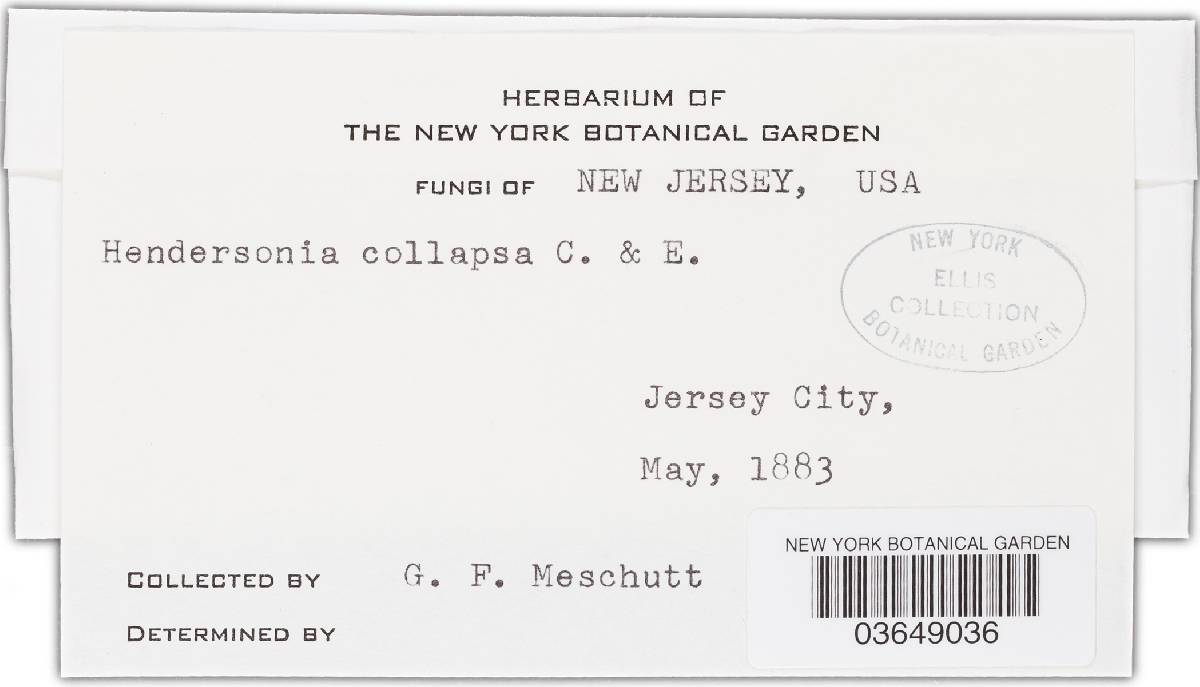 HERBARIUM OF
THE NEW YORK BOTANICAL GARDEN
FUNGI OF NEW JERSEY, USA
Hendersonia collapsa C. & E.
NEW YORK
ELLIS
COLLECTION
BOTANICAL GARDEN
Jersey City,
May, 1883
NEW YORK BOTANICAL GARDEN
03649036
COLLECTED BY G. F. Meschutt
DETERMINED BY